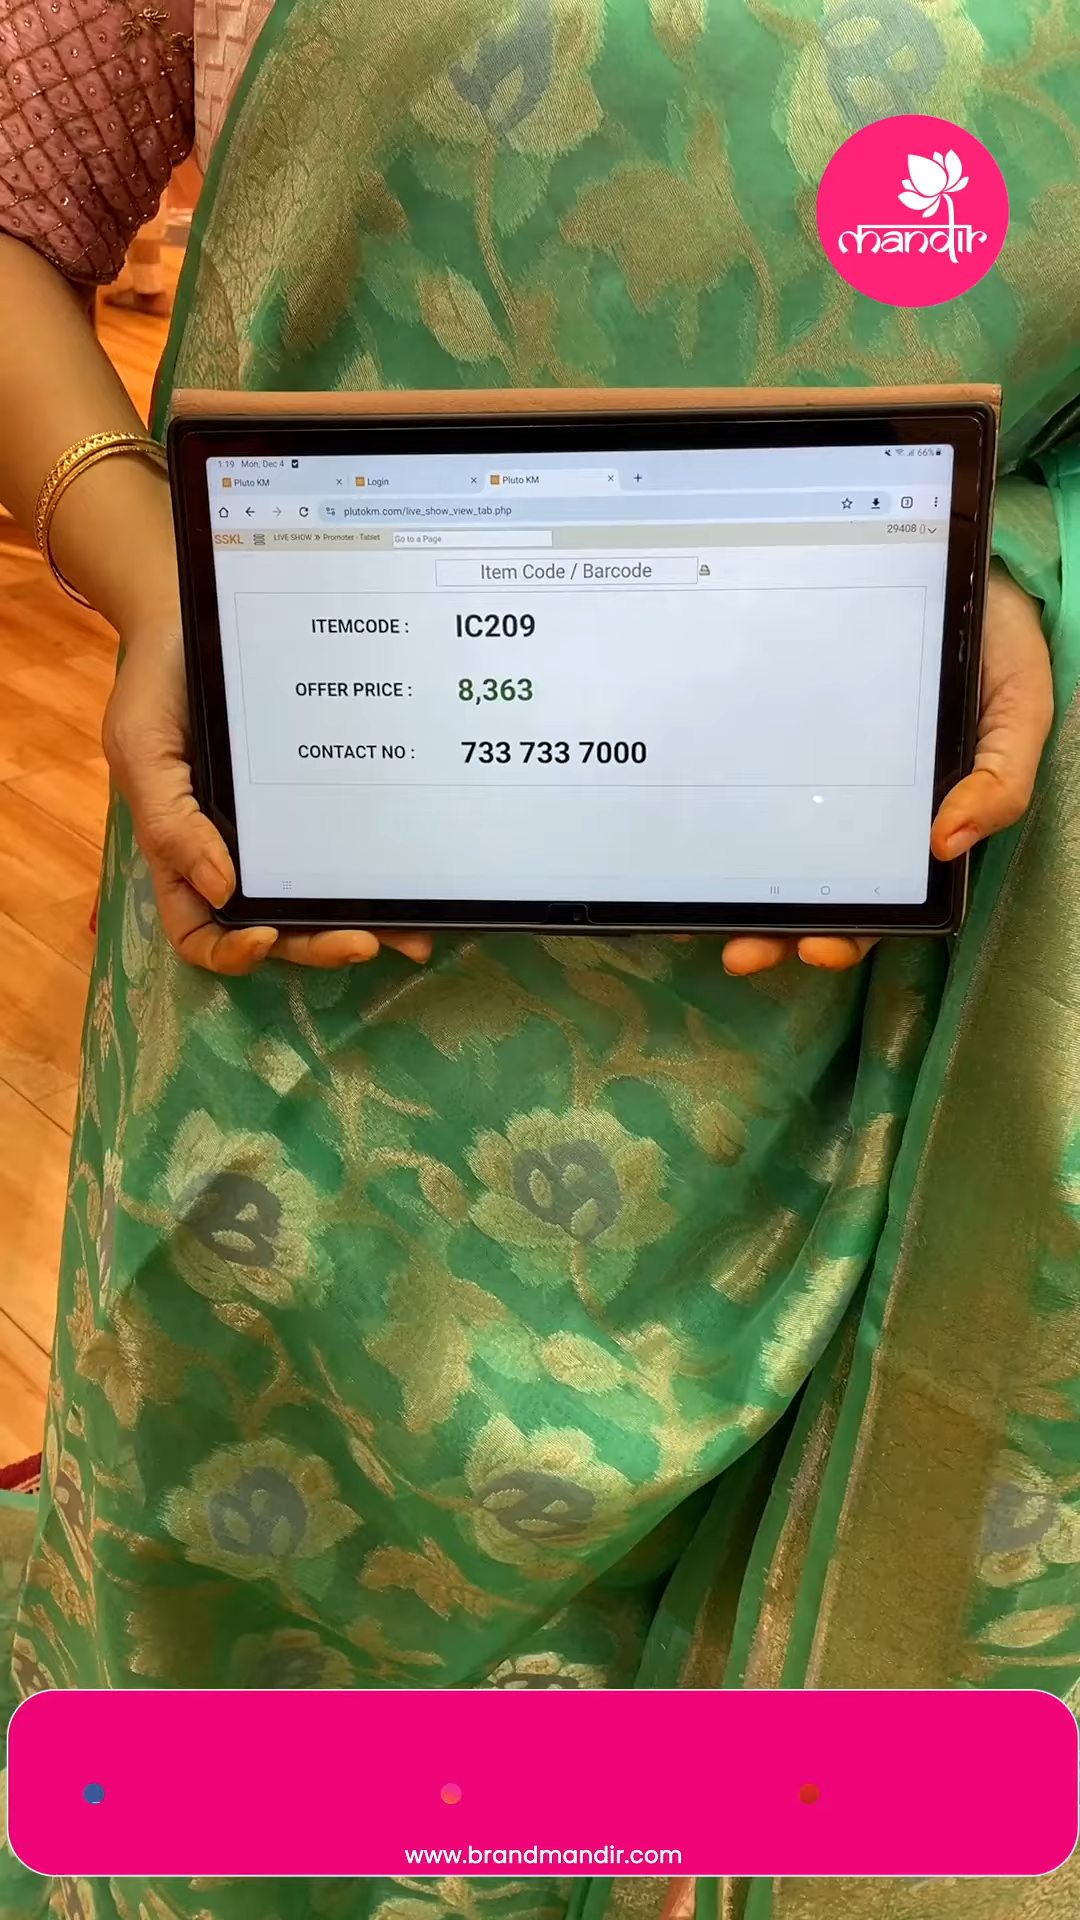 mandir
1:19 Mon, Dec 4
66%
Pluto KM
Login
Pluto KM
plutokm.com/live_show_view_tab.php
SSKL
LIVE SHOW » Promoter - Tablet
Go to a Page
29408 ()
Item Code / Barcode
ITEMCODE : IC209
OFFER PRICE : 8,363
CONTACT NO : 733 733 7000
www.brandmandir.com